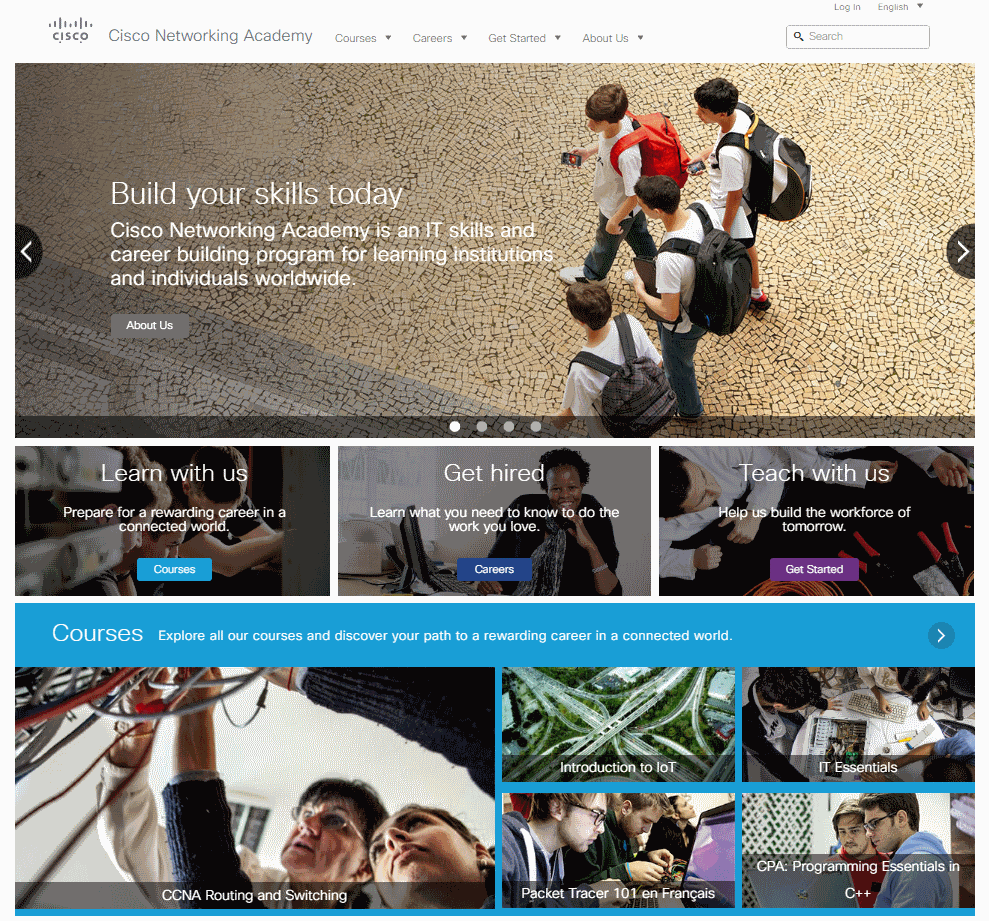 Log In English
cisco
Cisco Networking Academy Courses Careers Get Started About Us
Search
Build your skills today
Cisco Networking Academy is an IT skills and
career building program for learning institutions
and individuals worldwide.
About Us
Learn with us
Prepare for a rewarding career in a
connected world.
Courses
Get hired
Learn what you need to know to do the
work you love.
Careers
Teach with us
Help us build the workforce of
tomorrow.
Get Started
Courses Explore all our courses and discover your path to a rewarding career in a connected world.
CCNA Routing and Switching
Introduction to IoT
IT Essentials
Packet Tracer 101 en Français
CPA: Programming Essentials in
C++